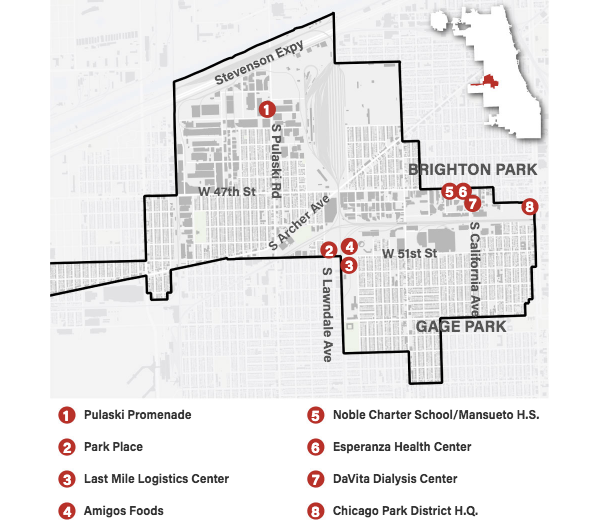 Stevenson Expy
1
S Pulaski Rd
BRIGHTON PARK
W 47th St
5 6
7
8
S Archer Ave
2 4
3
W 51st St
S California Ave
S Lawndale Ave
GAGE PARK
1 Pulaski Promenade
2 Park Place
3 Last Mile Logistics Center
4 Amigos Foods
5 Noble Charter School/Mansueto H.S.
6 Esperanza Health Center
7 DaVita Dialysis Center
8 Chicago Park District H.Q.